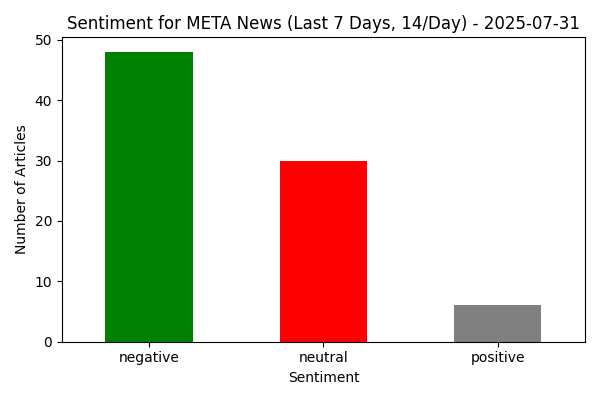 Sentiment for META News (Last 7 Days, 14/Day) - 2025-07-31
50
40
30
20
10
0
Number of Articles
negative neutral positive
Sentiment